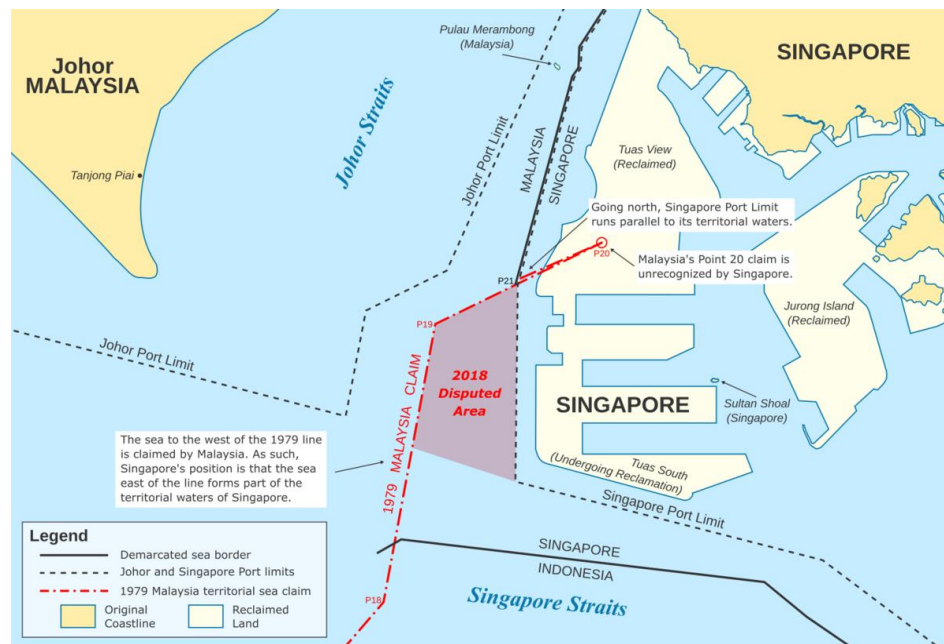 Pulau Merambong
(Malaysia)
SINGAPORE
Johor
MALAYSIA
Johor Straits
Johor Port Limit
MALAYSIA
SINGAPORE
Tuas View
(Reclaimed)
Tanjong Piai
Going north, Singapore Port Limit
runs parallel to its territorial waters.
P20
Malaysia's Point 20 claim is
unrecognized by Singapore.
P21
Jurong Island
(Reclaimed)
P19
Johor Port Limit
2018
Disputed
Area
1979 MALAYSIA CLAIM
SINGAPORE
Sultan Shoal
(Singapore)
The sea to the west of the 1979 line
is claimed by Malaysia. As such,
Singapore's position is that the sea
east of the line forms part of the
territorial waters of Singapore.
Tuas South
(Undergoing Reclamation)
Singapore Port Limit
Legend
Demarcated sea border
Johor and Singapore Port limits
1979 Malaysia territorial sea claim
Original
Coastline
Reclaimed
Land
SINGAPORE
INDONESIA
P18
Singapore Straits